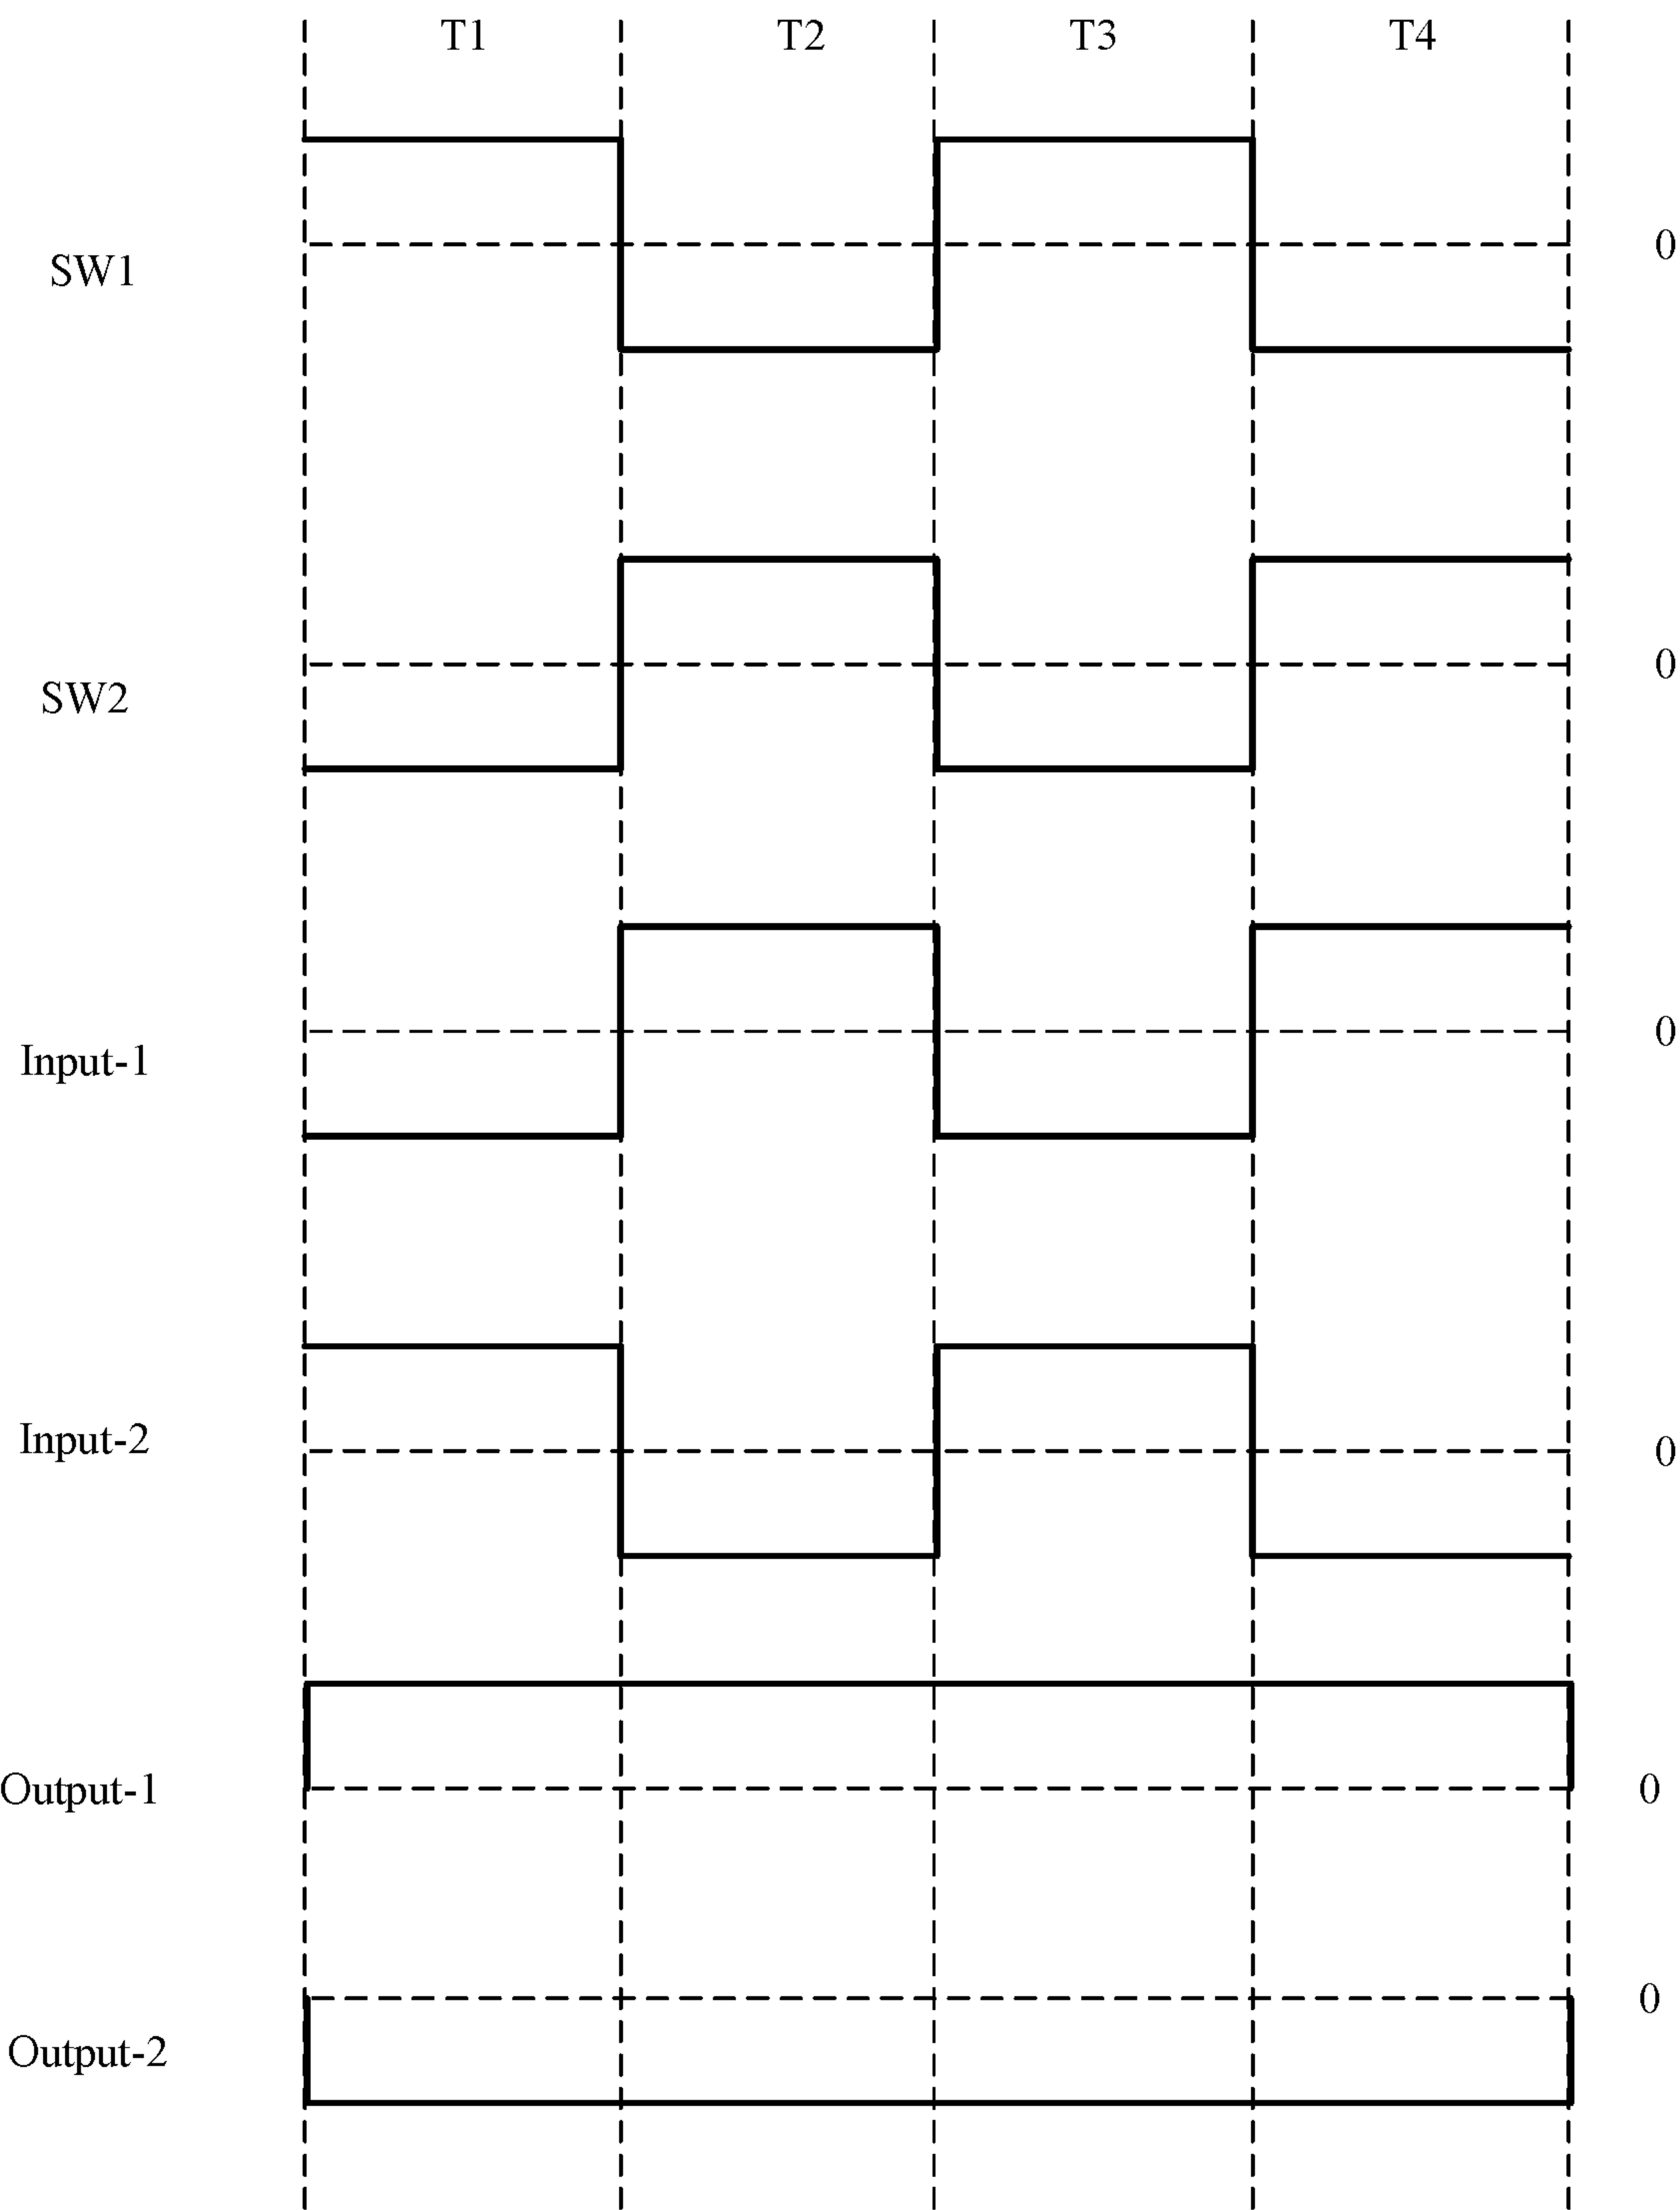 T1 T2 T3 T4
SW1 0
SW2 0
Input-1 0
Input-2 0
Output-1 0
Output-2 0